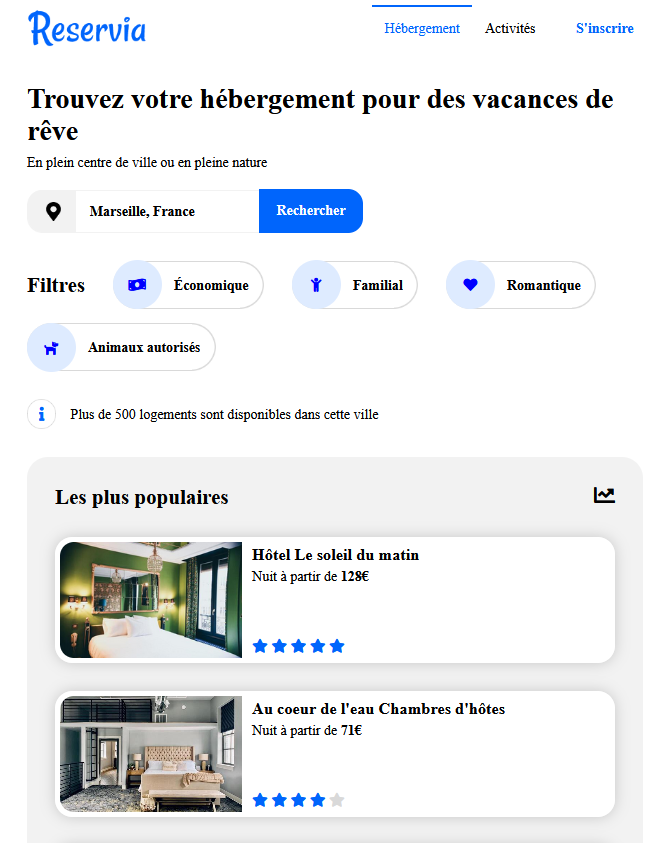 Reservia
Hébergement Activités S'inscrire
Trouvez votre hébergement pour des vacances de
rêve
En plein centre de ville ou en pleine nature
Marseille, France Rechercher
Filtres Économique Familial Romantique
Animaux autorisés
Plus de 500 logements sont disponibles dans cette ville
Les plus populaires
Hôtel Le soleil du matin
Nuit à partir de 128€
Au coeur de l'eau Chambres d'hôtes
Nuit à partir de 71€